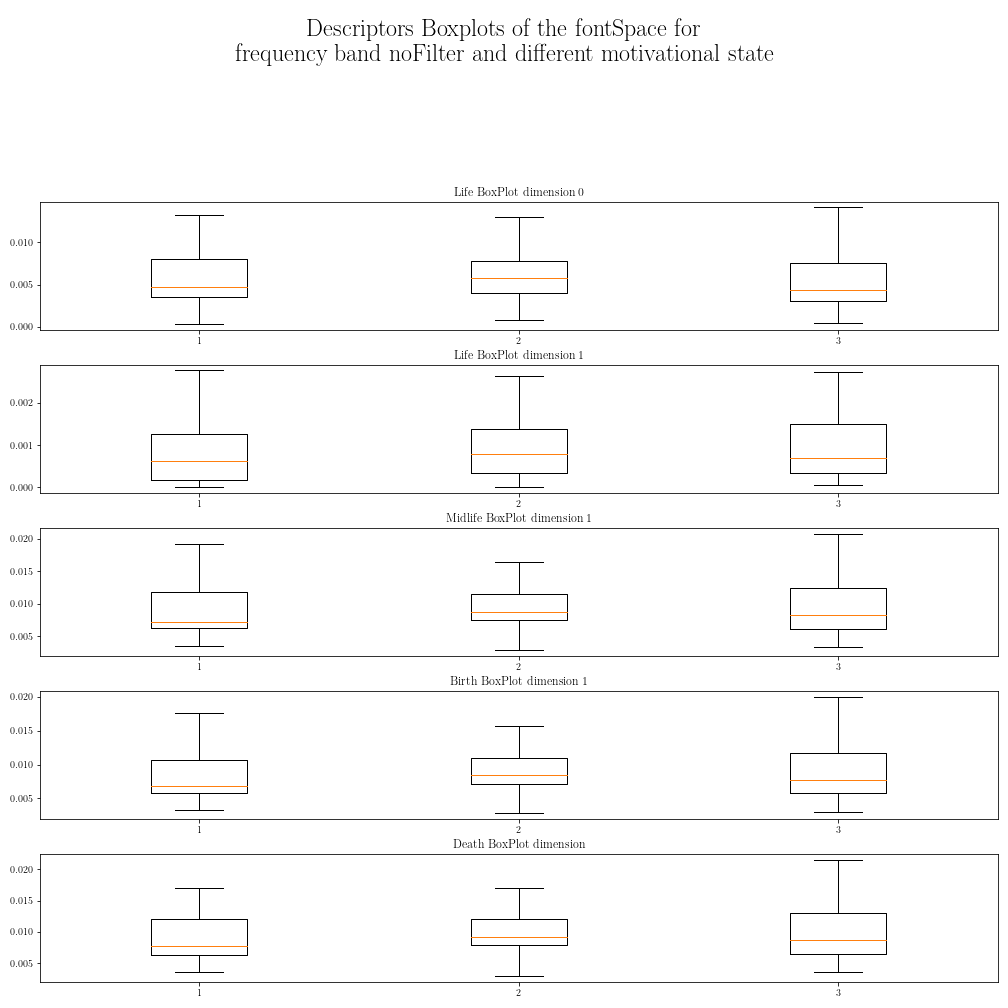 Descriptors Boxplots of the fontSpace for
frequency band noFilter and different motivational state
Life BoxPlot dimension 0
0.010
0.005
0.000
1 2 3
Life BoxPlot dimension 1
0.002
0.001
0.000
1 2 3
Midlife BoxPlot dimension 1
0.020
0.015
0.010
0.005
1 2 3
Birth BoxPlot dimension 1
0.020
0.015
0.010
0.005
1 2 3
Death BoxPlot dimension
0.020
0.015
0.010
0.005
1 2 3